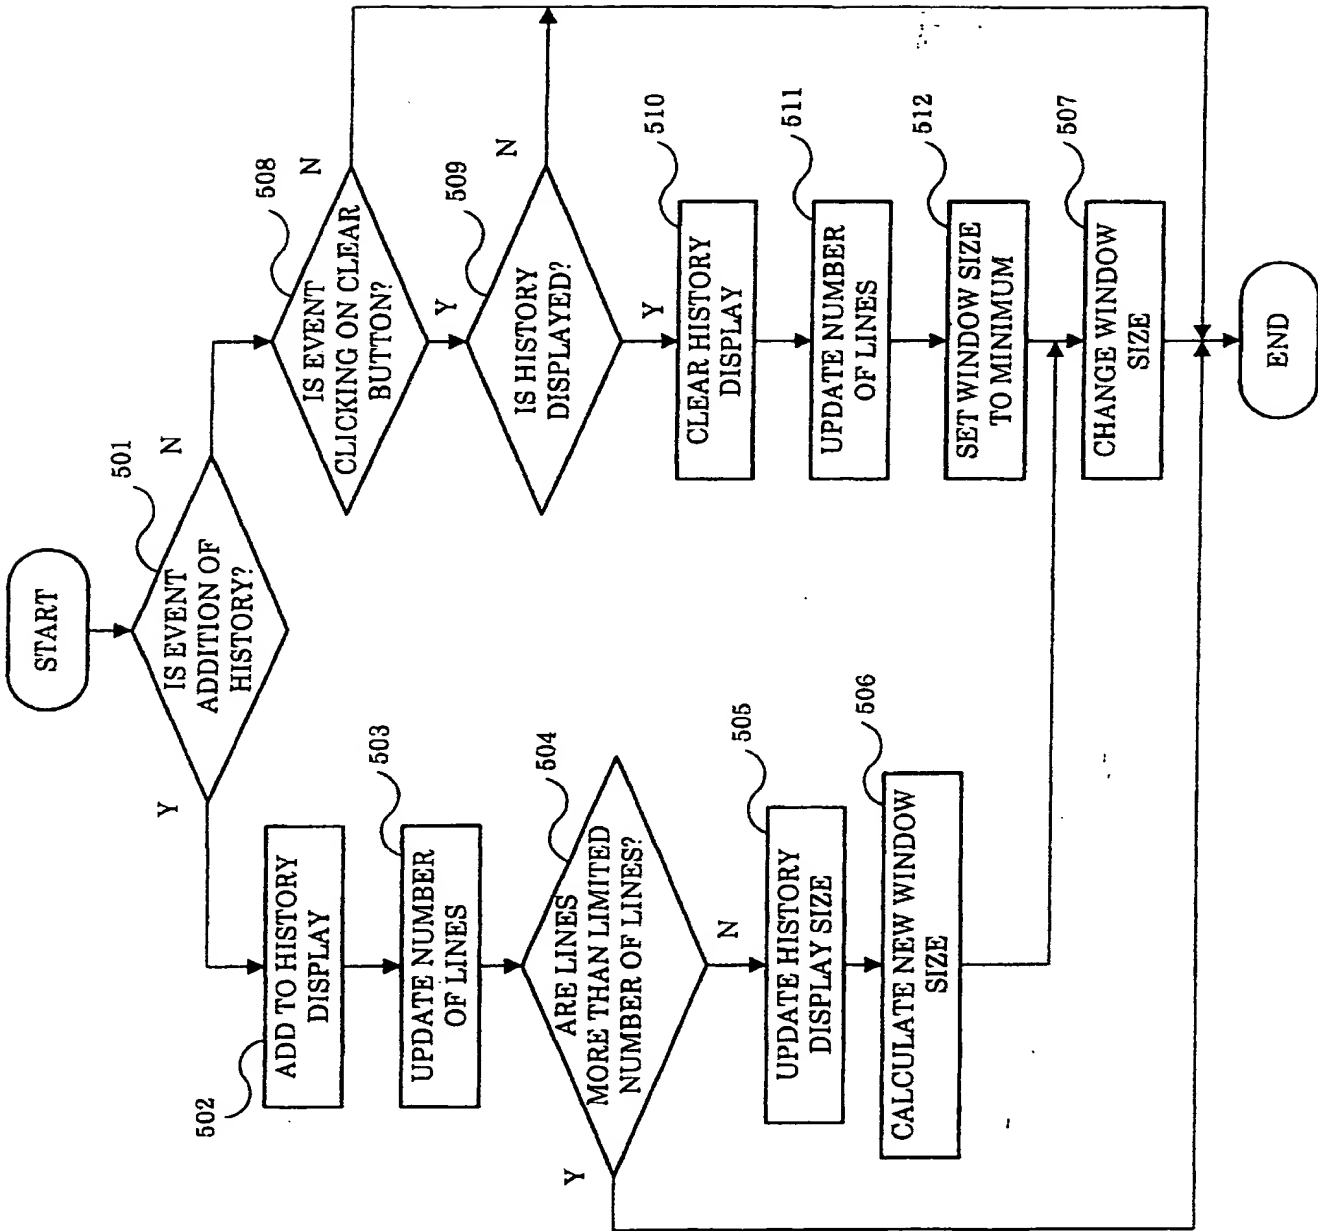 START
501
IS EVENT
ADDITION OF
HISTORY?
Y
N
502
ADD TO HISTORY
DISPLAY
503
UPDATE NUMBER
OF LINES
504
ARE LINES
MORE THAN LIMITED
NUMBER OF LINES?
Y
N
505
UPDATE HISTORY
DISPLAY SIZE
506
CALCULATE NEW WINDOW
SIZE
508
IS EVENT
CLICKING ON CLEAR
BUTTON?
N
Y
509
IS HISTORY
DISPLAYED?
N
Y
510
CLEAR HISTORY
DISPLAY
511
UPDATE NUMBER
OF LINES
512
SET WINDOW SIZE
TO MINIMUM
507
CHANGE WINDOW
SIZE
END